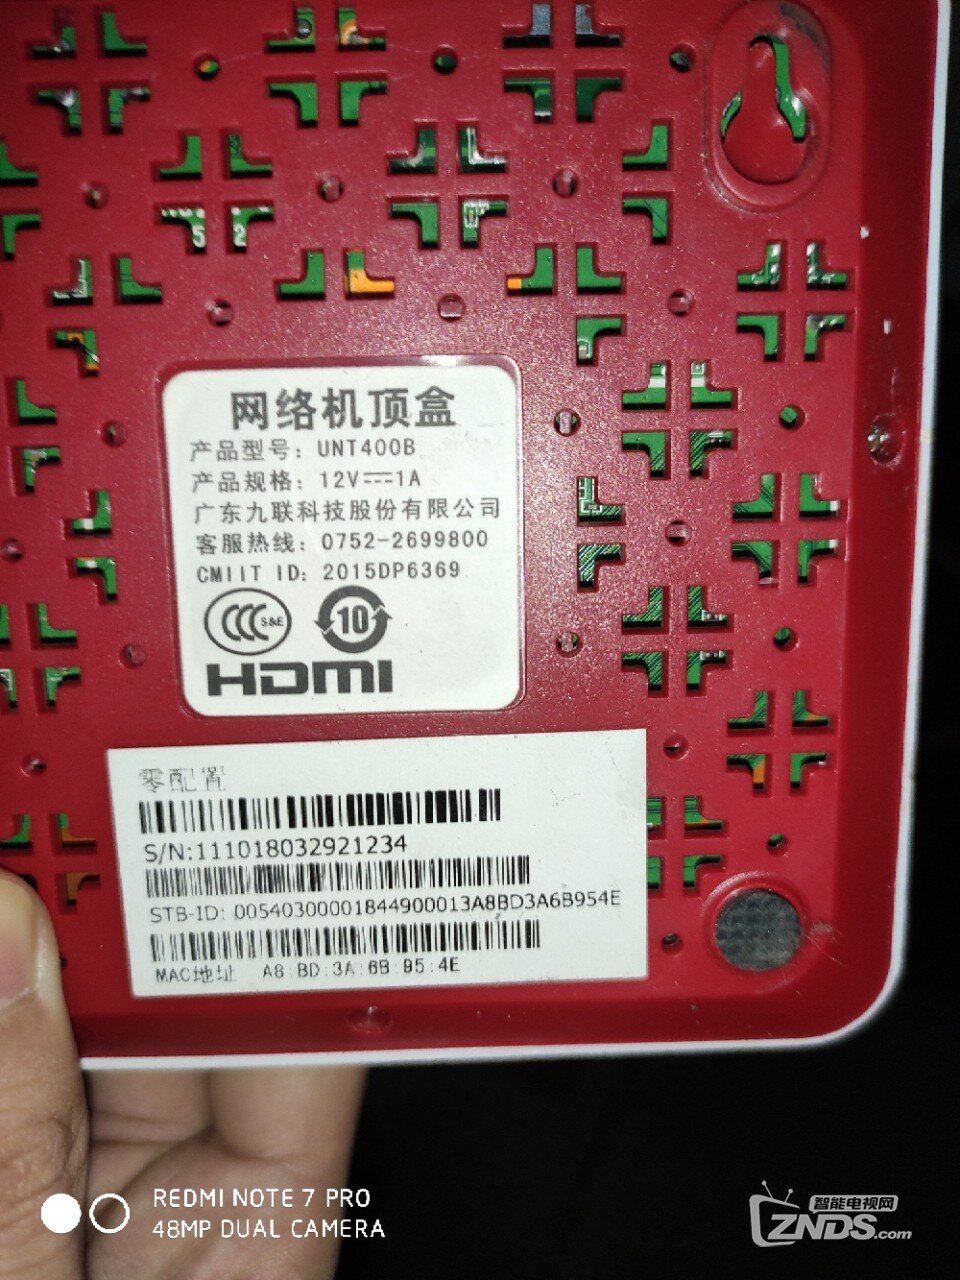 网络机顶盒
产品型号：UNT400B
产品规格：12V⎓1A
广东九联科技股份有限公司
客服热线：0752-2699800
CMIIT ID：2015DP6369
CCC S&E 10
HDMI
零配置
S/N:111018032921234
STB-ID: 00540300001844900013A8BD3A6B954E
MAC地址 A8:BD:3A:6B:95:4E
5 2
REDMI NOTE 7 PRO
48MP DUAL CAMERA
智能电视网
ZNDS.com